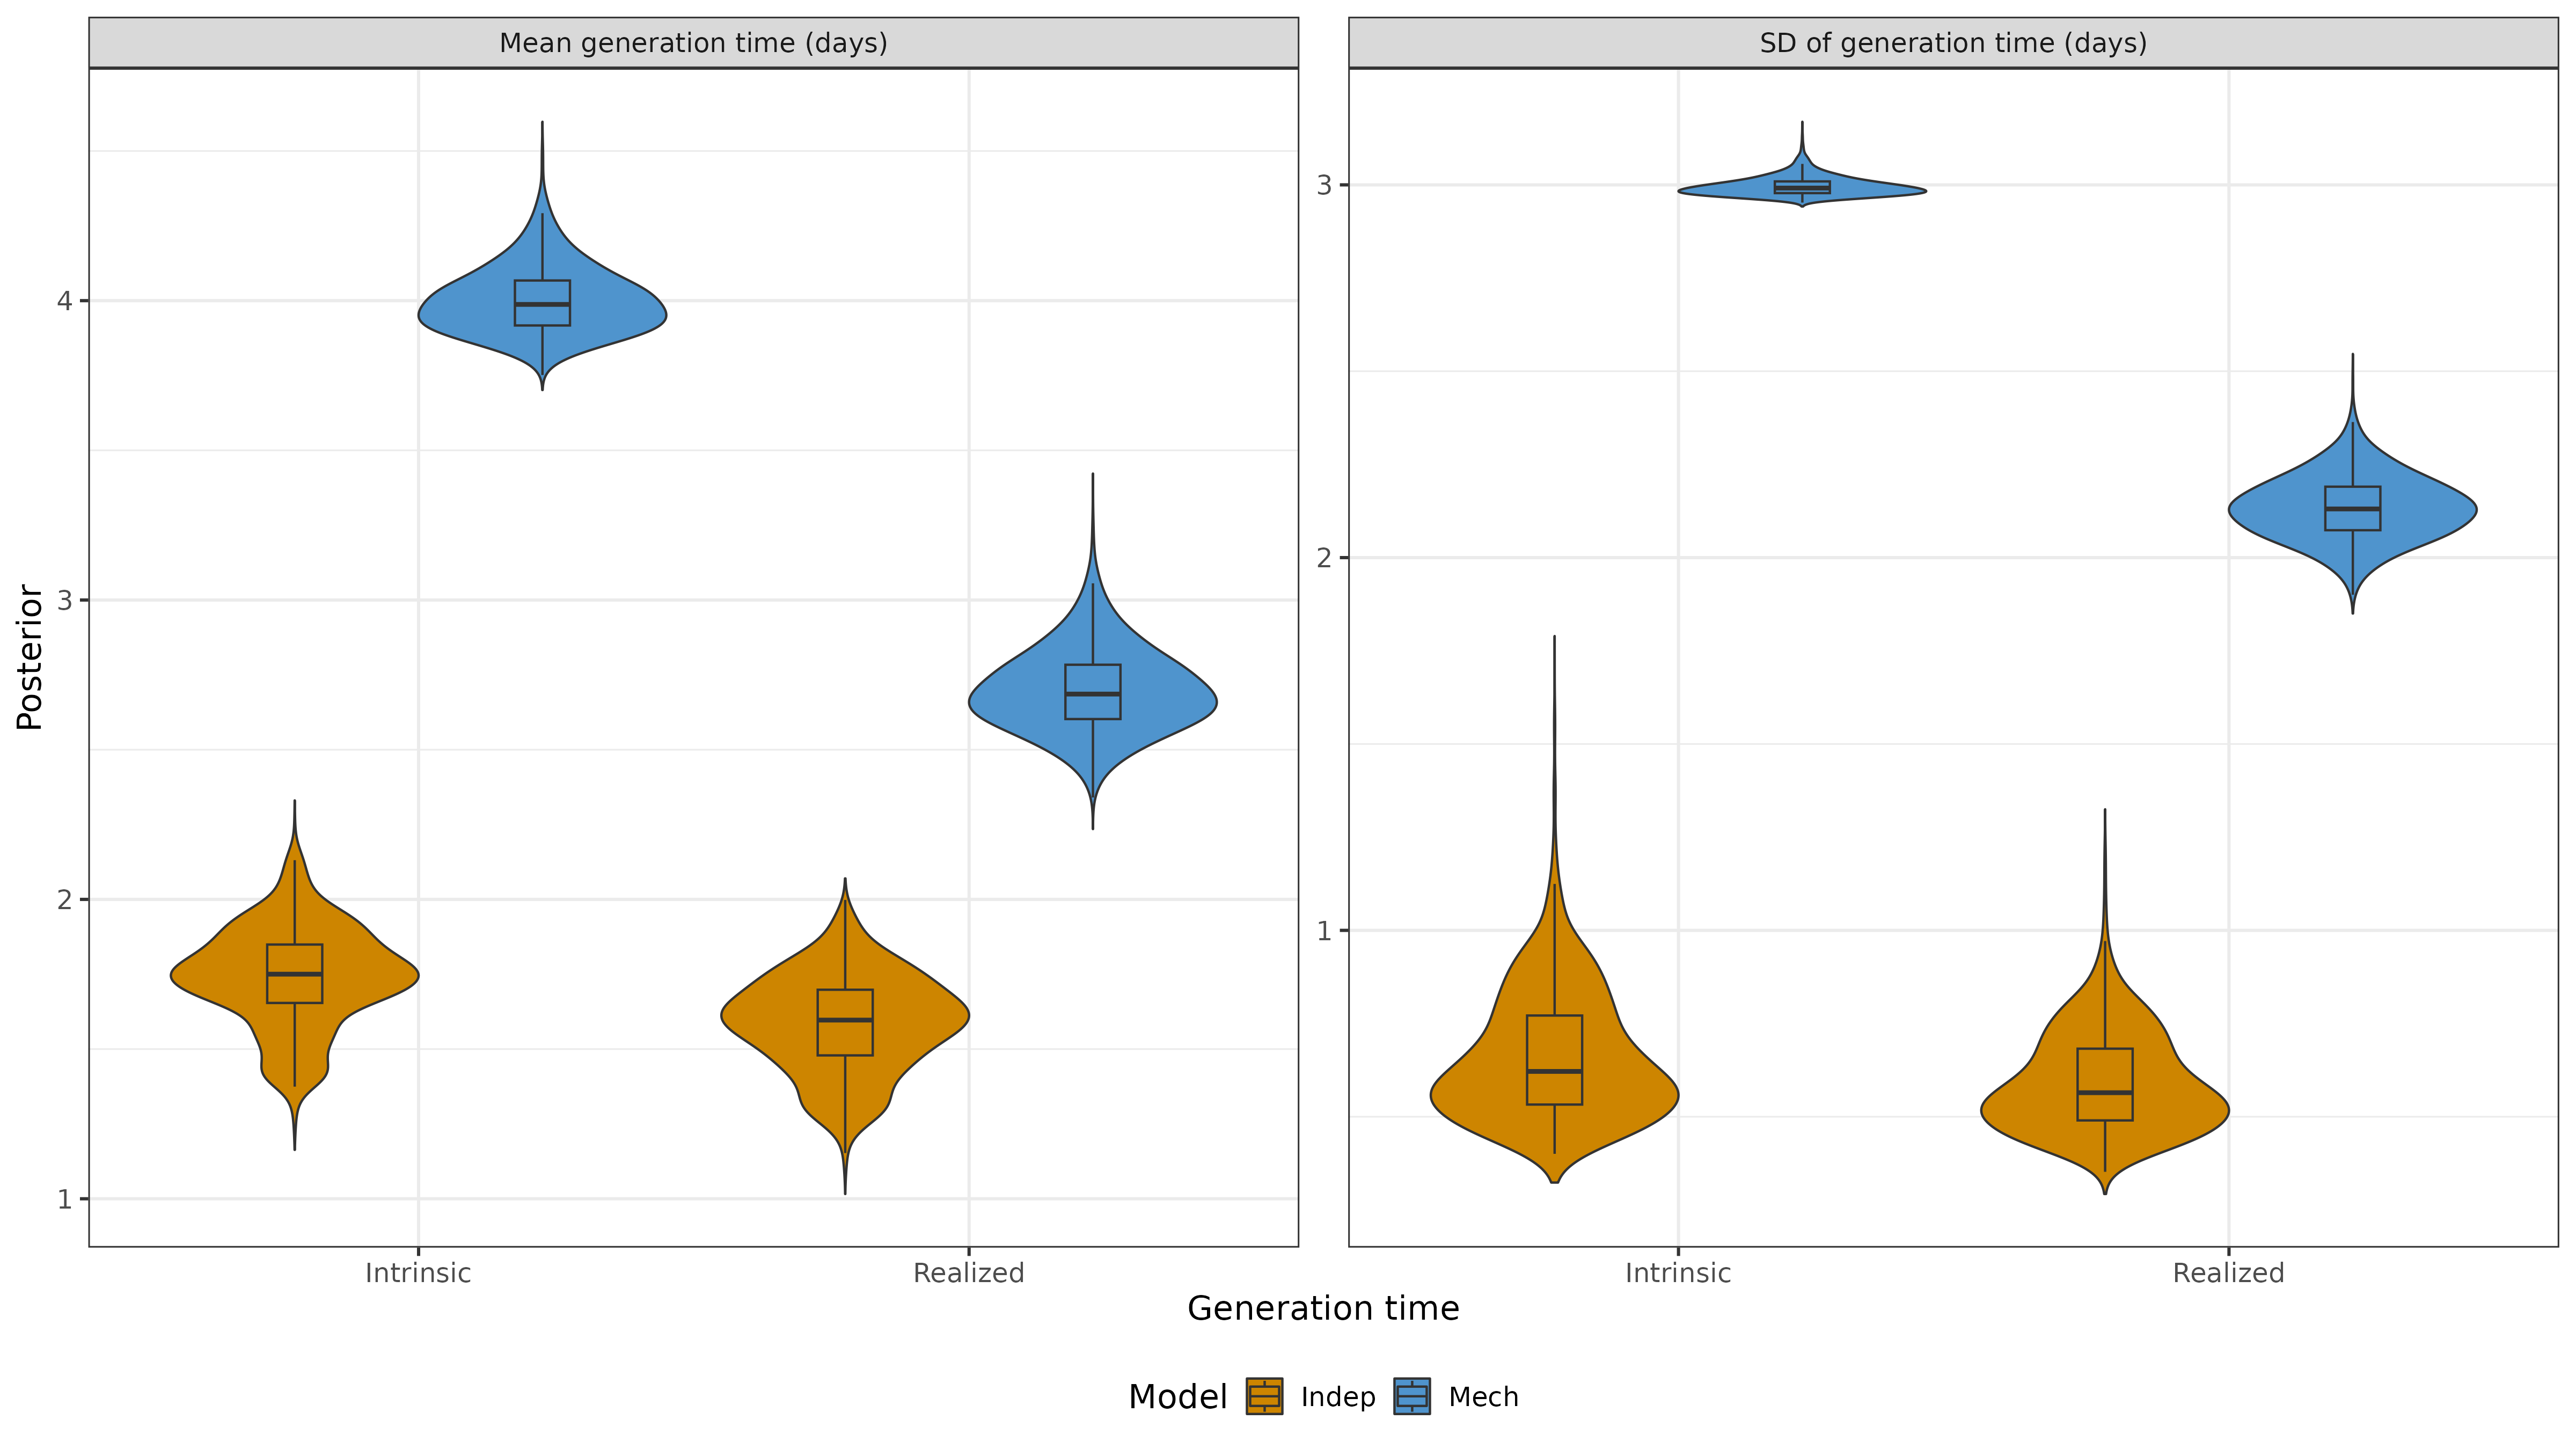 Mean generation time (days)
SD of generation time (days)
Posterior
4
3
2
1
3
2
1
Intrinsic
Realized
Intrinsic
Realized
Generation time
Model Indep Mech